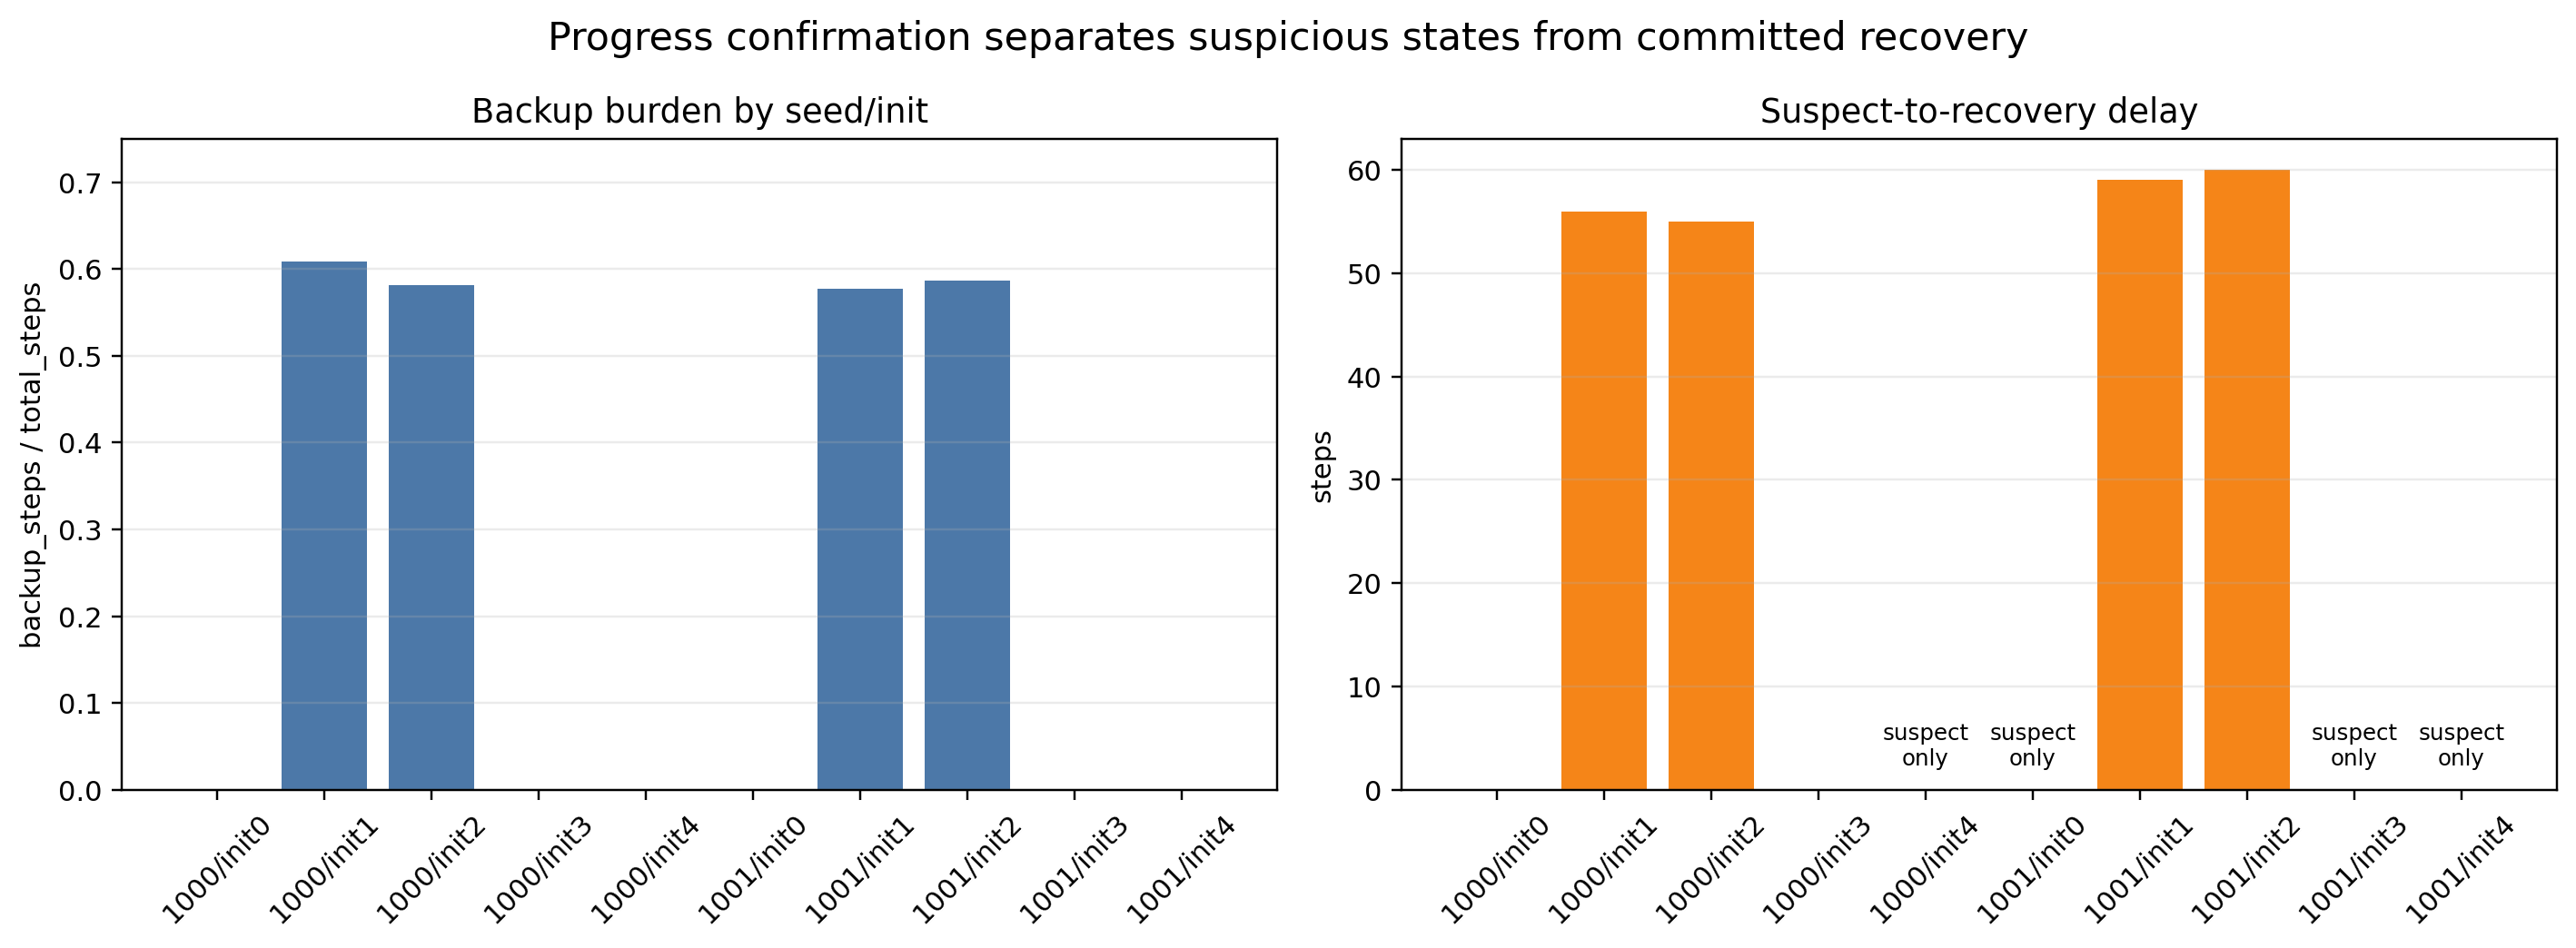 Progress confirmation separates suspicious states from committed recovery
Backup burden by seed/init
backup_steps / total_steps
0.7
0.6
0.5
0.4
0.3
0.2
0.1
0.0
1000/init0
1000/init1
1000/init2
1000/init3
1000/init4
1001/init0
1001/init1
1001/init2
1001/init3
1001/init4
Suspect-to-recovery delay
steps
60
50
40
30
20
10
0
suspect
only
suspect
only
suspect
only
suspect
only
1000/init0
1000/init1
1000/init2
1000/init3
1000/init4
1001/init0
1001/init1
1001/init2
1001/init3
1001/init4